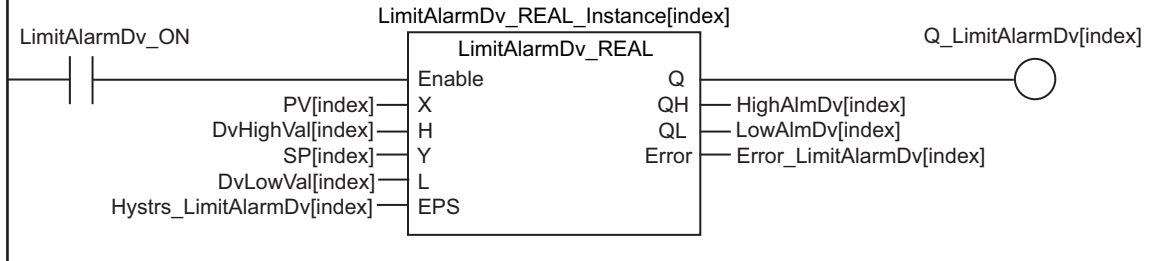 LimitAlarmDv_REAL_Instance[index]
LimitAlarmDv_ON
LimitAlarmDv_REAL
Q_LimitAlarmDv[index]
Enable Q
PV[index] X QH HighAlmDv[index]
DvHighVal[index] H QL LowAlmDv[index]
SP[index] Y Error Error_LimitAlarmDv[index]
DvLowVal[index] L
Hystrs_LimitAlarmDv[index] EPS